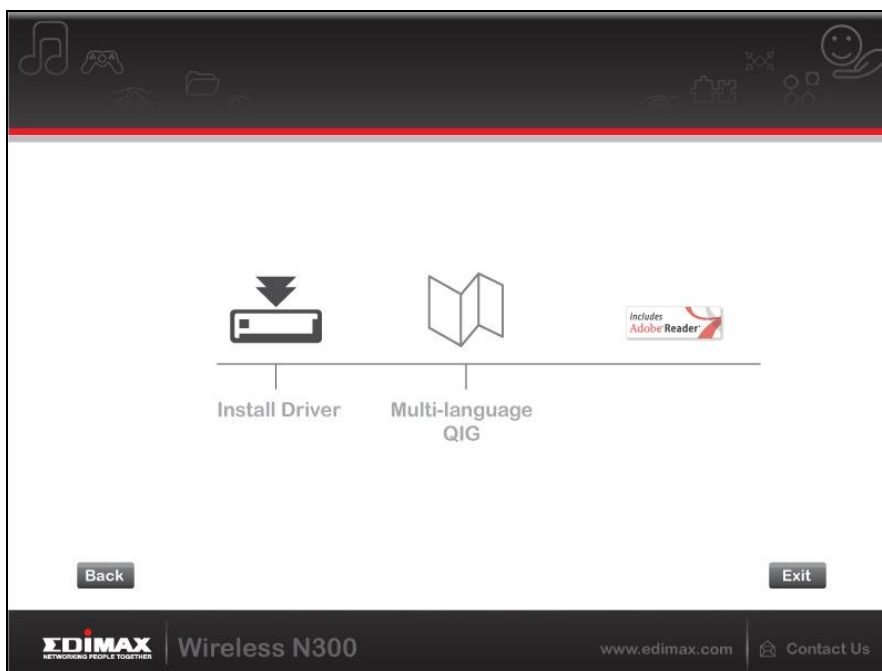 Includes
Adobe Reader
Install Driver
Multi-language
QIG
Back
Exit
EDIMAX
NETWORKING PEOPLE TOGETHER
Wireless N300
www.edimax.com
Contact Us